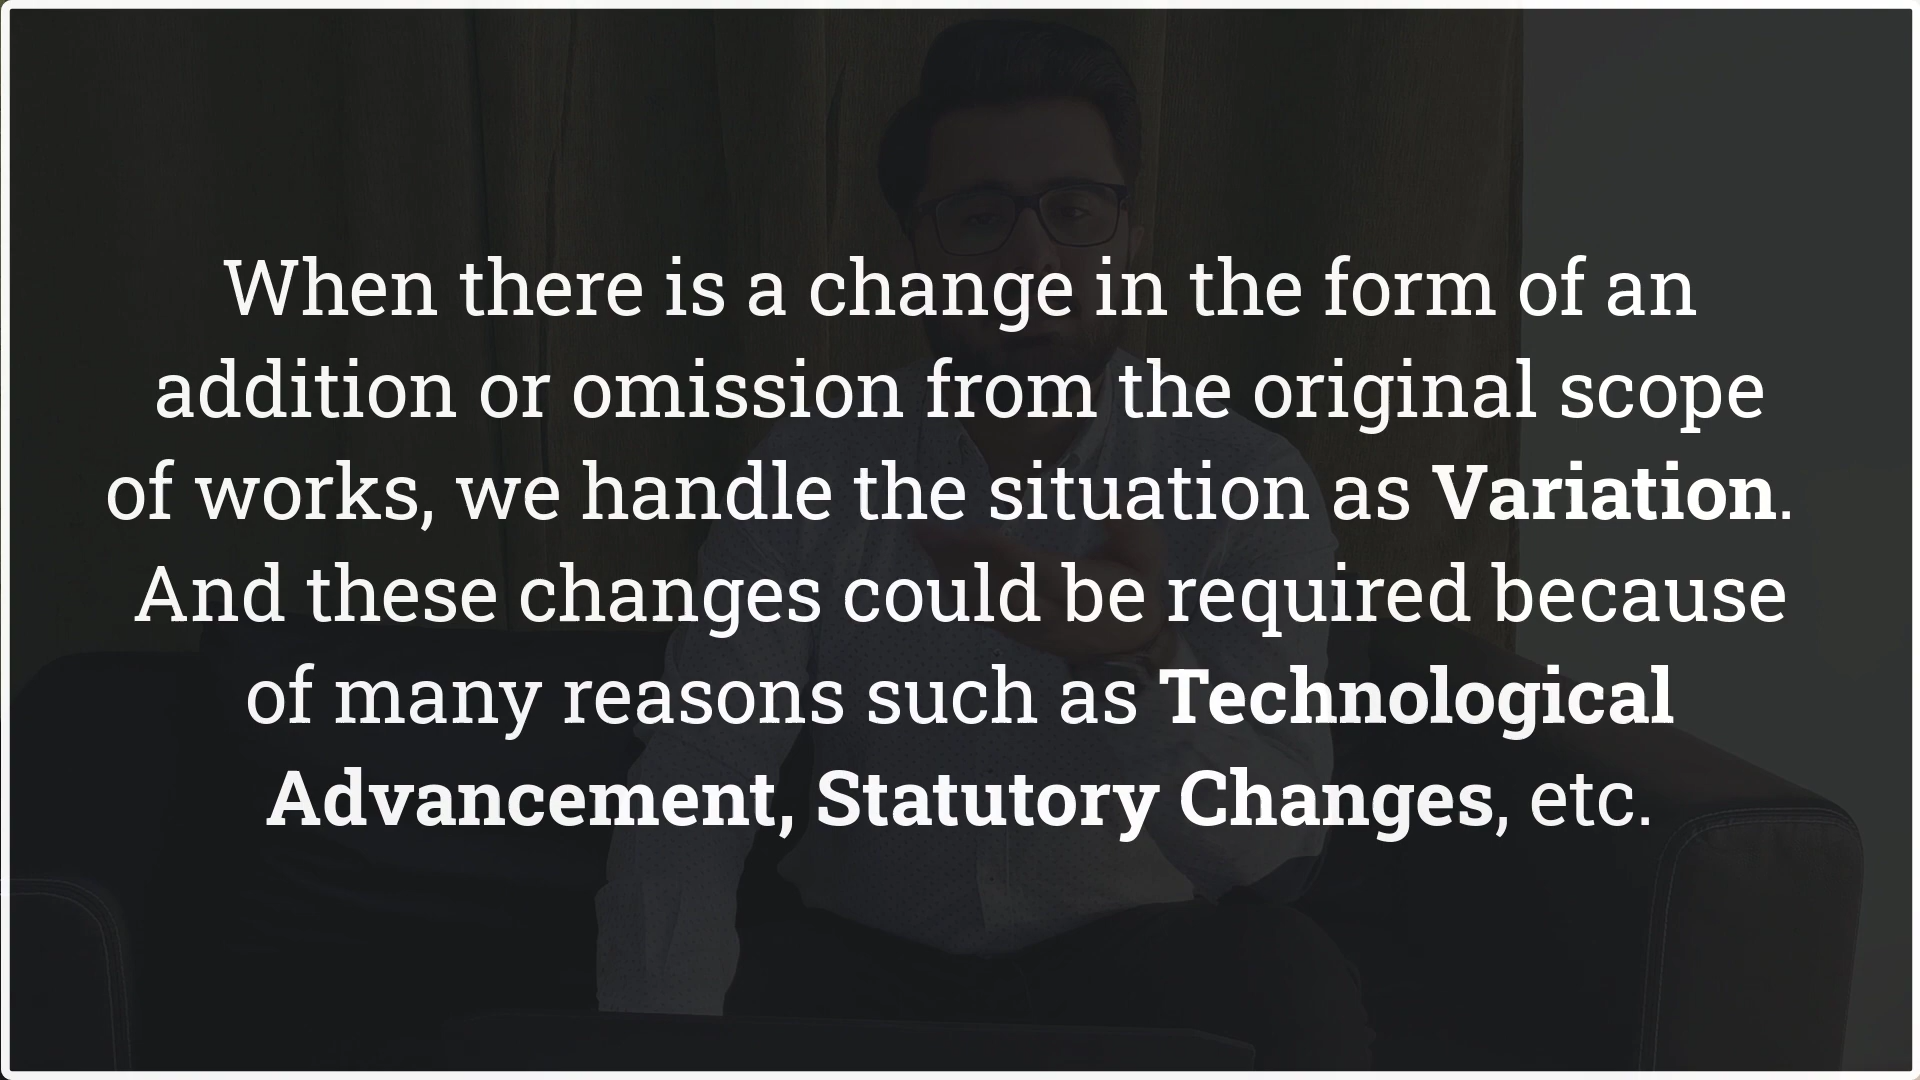 When there is a change in the form of an
addition or omission from the original scope
of works, we handle the situation as Variation.
And these changes could be required because
of many reasons such as Technological
Advancement, Statutory Changes, etc.